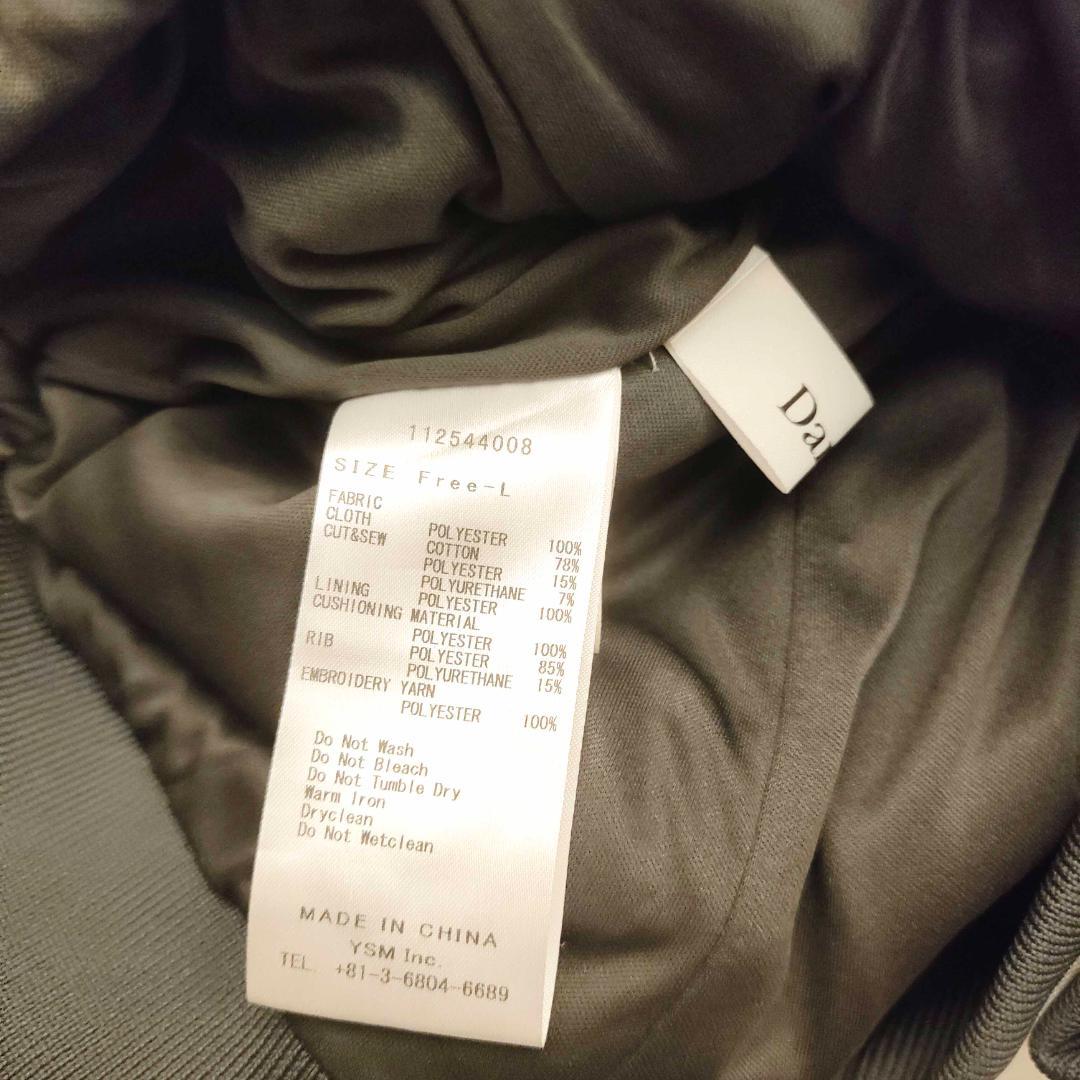 112544008
SIZE Free-L
FABRIC
CLOTH POLYESTER 100%
CUT&SEW COTTON 78%
POLYESTER 15%
POLYURETHANE 7%
LINING POLYESTER 100%
CUSHIONING MATERIAL
POLYESTER 100%
RIB POLYESTER 85%
POLYURETHANE 15%
EMBROIDERY YARN
POLYESTER 100%
Do Not Wash
Do Not Bleach
Do Not Tumble Dry
Warm Iron
Dryclean
Do Not Wetclean
MADE IN CHINA
YSM Inc.
TEL. +81-3-6804-6689